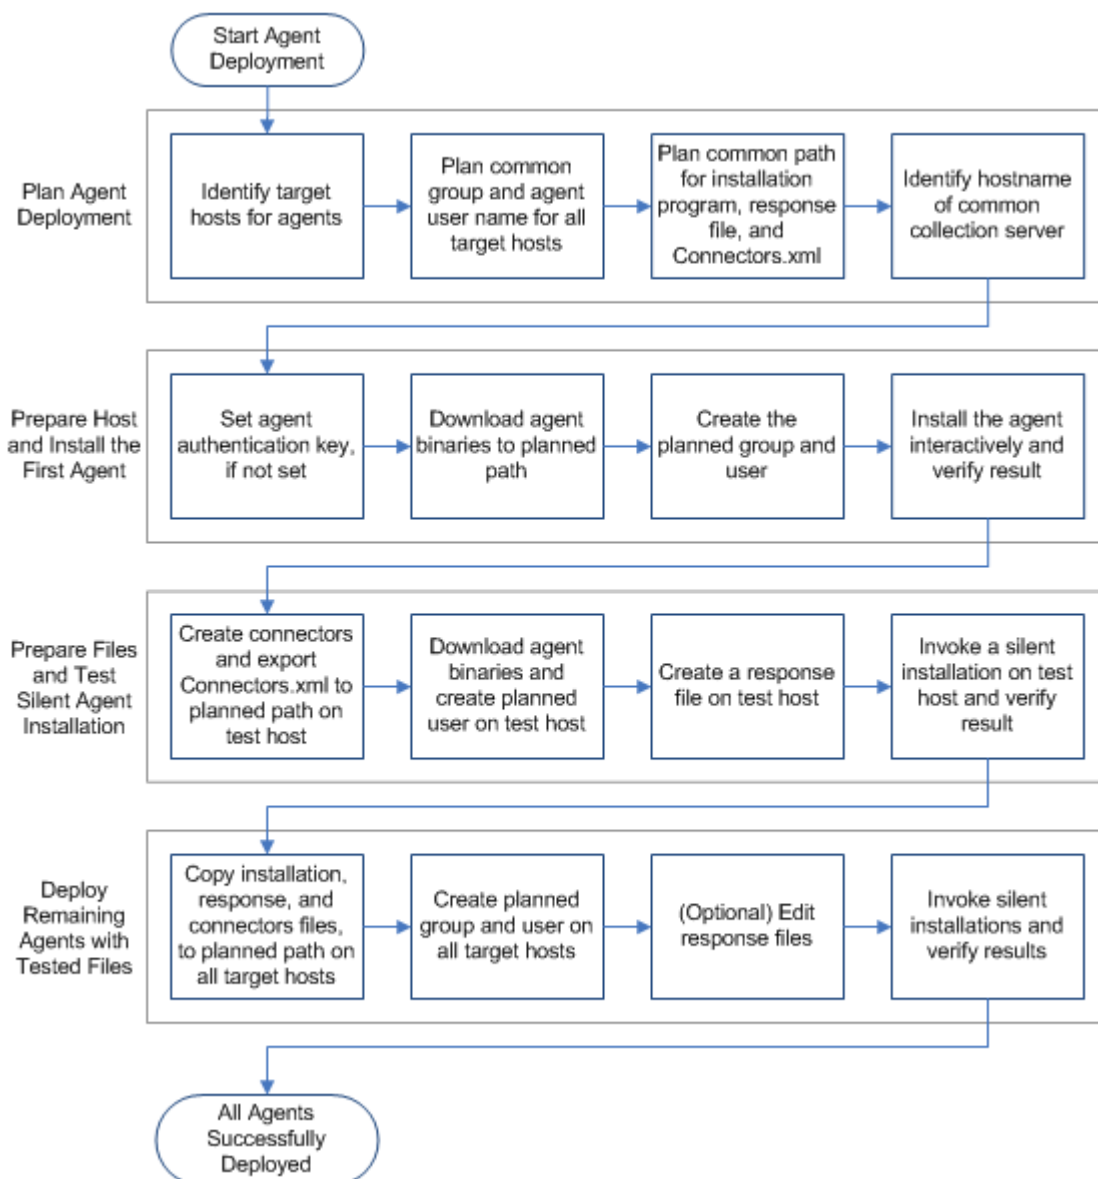 Start Agent
Deployment
Plan Agent
Deployment
Identify target
hosts for agents
Plan common
group and agent
user name for all
target hosts
Plan common path
for installation
program, response
file, and
Connectors.xml
Identify hostname
of common
collection server
Prepare Host
and Install the
First Agent
Set agent
authentication key,
if not set
Download agent
binaries to planned
path
Create the
planned group and
user
Install the agent
interactively and
verify result
Prepare Files
and Test
Silent Agent
Installation
Create connectors
and export
Connectors.xml to
planned path on
test host
Download agent
binaries and
create planned
user on test host
Create a response
file on test host
Invoke a silent
installation on test
host and verify
result
Deploy
Remaining
Agents with
Tested Files
Copy installation,
response, and
connectors files,
to planned path on
all target hosts
Create planned
group and user on
all target hosts
(Optional) Edit
response files
Invoke silent
installations and
verify results
All Agents
Successfully
Deployed